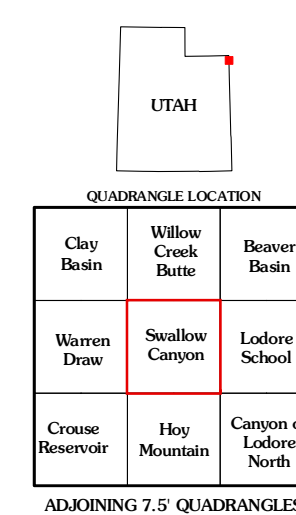 UTAH
QUADRANGLE LOCATION
Clay
Basin
Willow
Creek
Butte
Beaver
Basin
Warren
Draw
Swallow
Canyon
Lodore
School
Crouse
Reservoir
Hoy
Mountain
Canyon o
Lodore
North
ADJOINING 7.5' QUADRANGLES